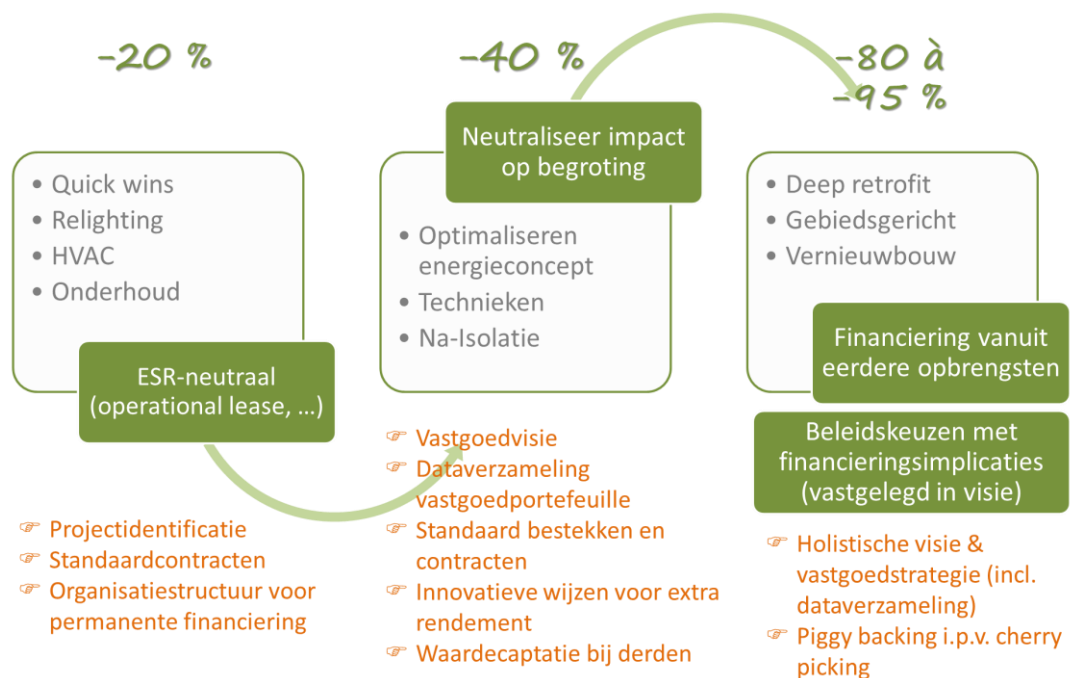 -20 %
• Quick wins
• Relighting
• HVAC
• Onderhoud
ESR-neutraal
(operational lease, ...)
☞ Projectidentificatie
☞ Standaardcontracten
☞ Organisatiestructuur voor
permanente financiering
-40 %
Neutraliseer impact
op begroting
• Optimaliseren
energieconcept
• Technieken
• Na-Isolatie
☞ Vastgoedvisie
☞ Dataverzameling
vastgoedportefeuille
☞ Standaard bestekken en
contracten
☞ Innovatieve wijzen voor extra
rendement
☞ Waardecaptatie bij derden
-80 à
-95 %
• Deep retrofit
• Gebiedsgericht
• Vernieuwbouw
Financiering vanuit
eerdere opbrengsten
Beleidskeuzen met
financieringsimplicaties
(vastgelegd in visie)
☞ Holistische visie &
vastgoedstrategie (incl.
dataverzameling)
☞ Piggy backing i.p.v. cherry
picking